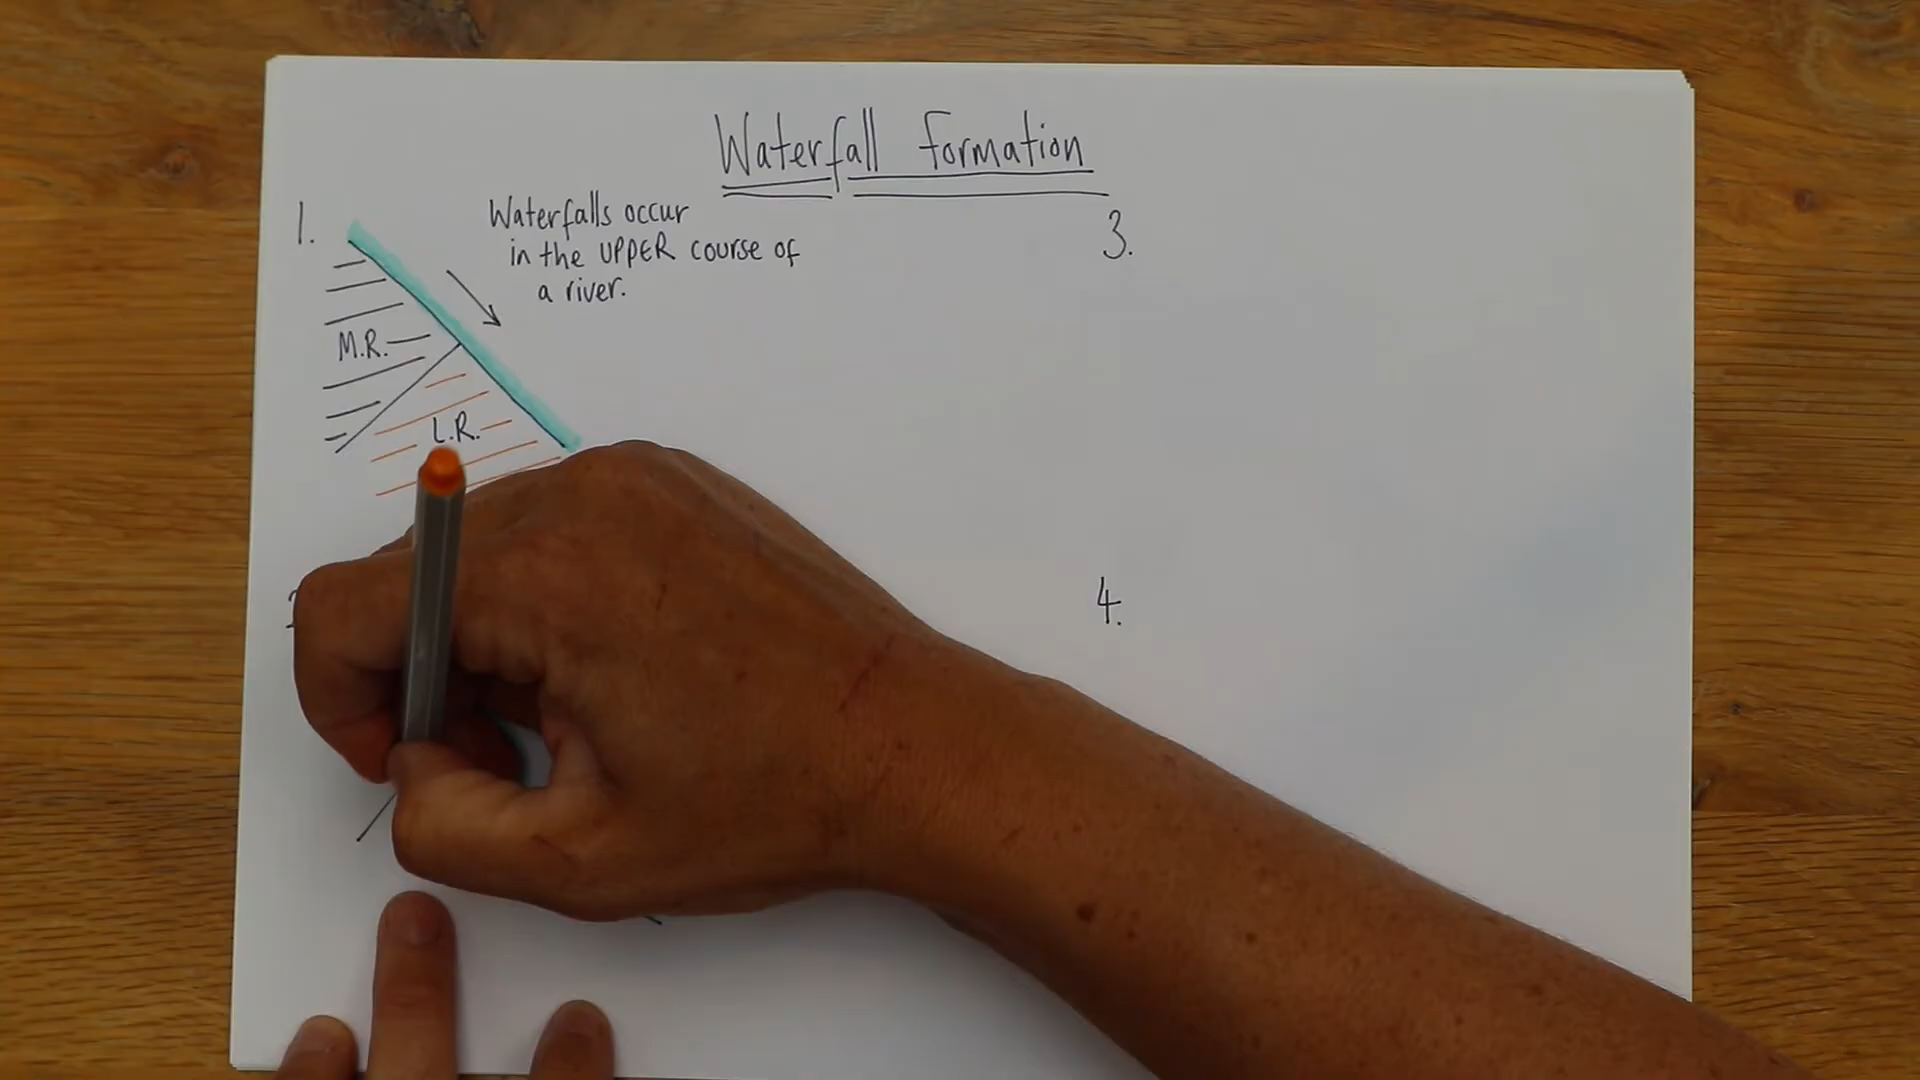 Waterfall formation
1.
Waterfalls occur
in the UPPER course of
a river.
M.R.
L.R.
3.
4.